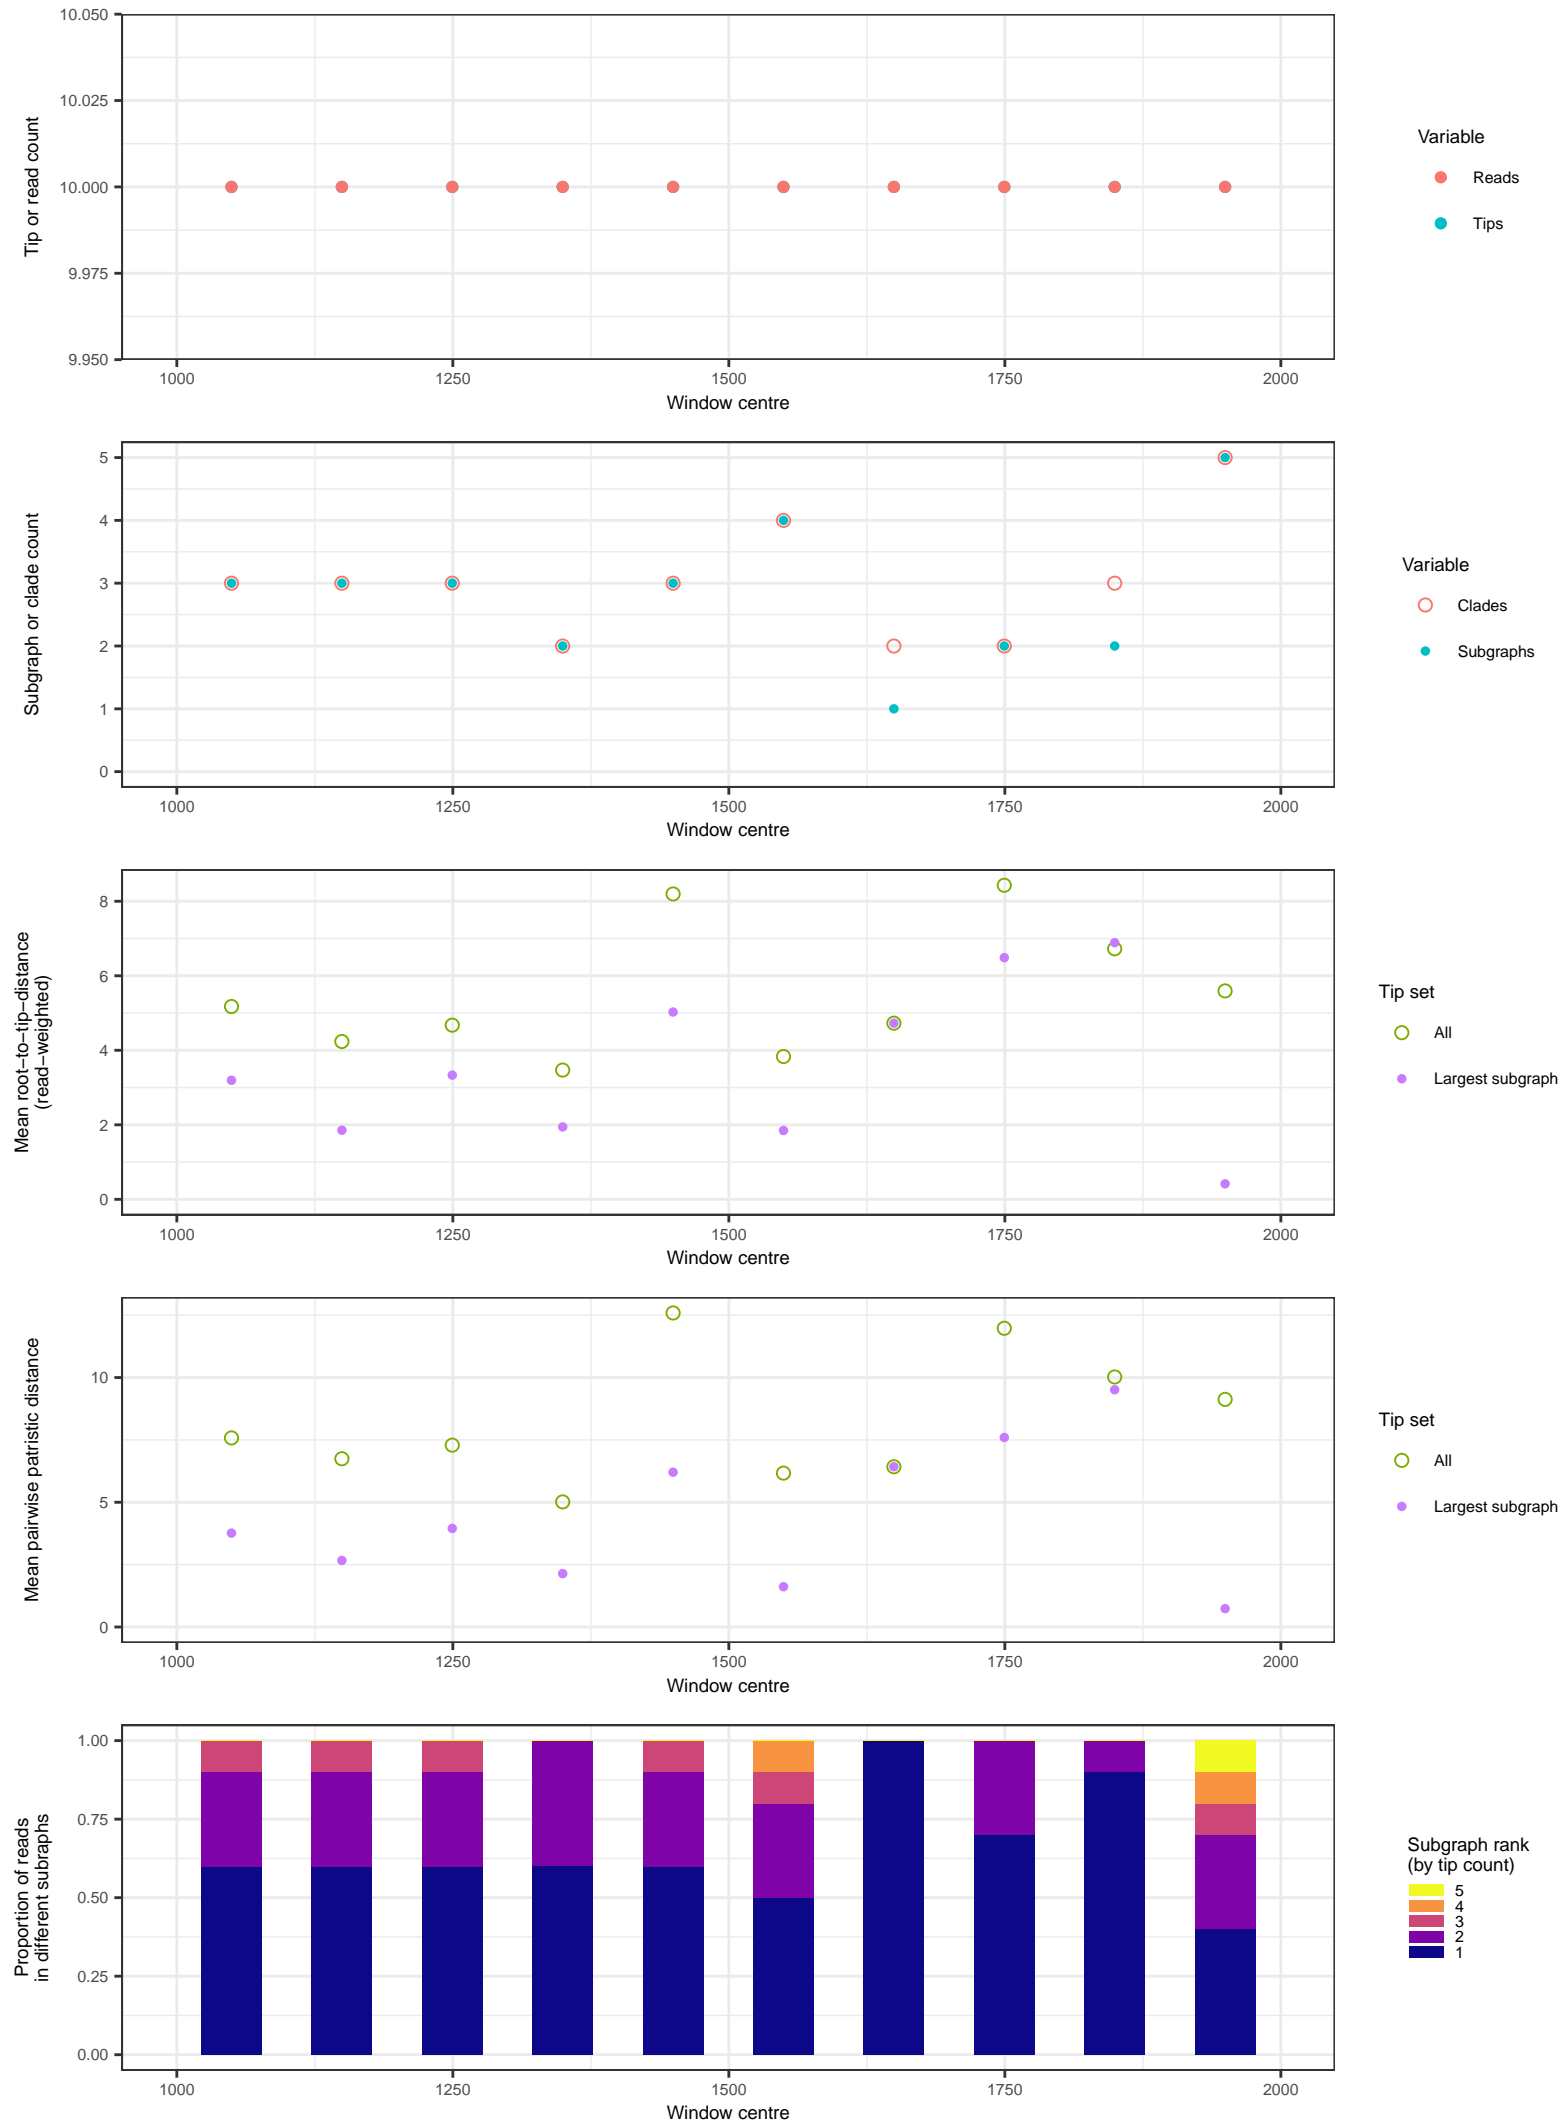 10.050
10.025
10.000
9.975
9.950
Tip or read count
1000 1250 1500 1750 2000
Window centre
Variable
Reads
Tips
5
4
3
2
1
0
Subgraph or clade count
1000 1250 1500 1750 2000
Window centre
Variable
Clades
Subgraphs
8
6
4
2
0
Mean root−to−tip−distance
(read−weighted)
1000 1250 1500 1750 2000
Window centre
Tip set
All
Largest subgraph
10
5
0
Mean pairwise patristic distance
1000 1250 1500 1750 2000
Window centre
Tip set
All
Largest subgraph
1.00
0.75
0.50
0.25
0.00
Proportion of reads
in different subraphs
1000 1250 1500 1750 2000
Window centre
Subgraph rank
(by tip count)
5
4
3
2
1